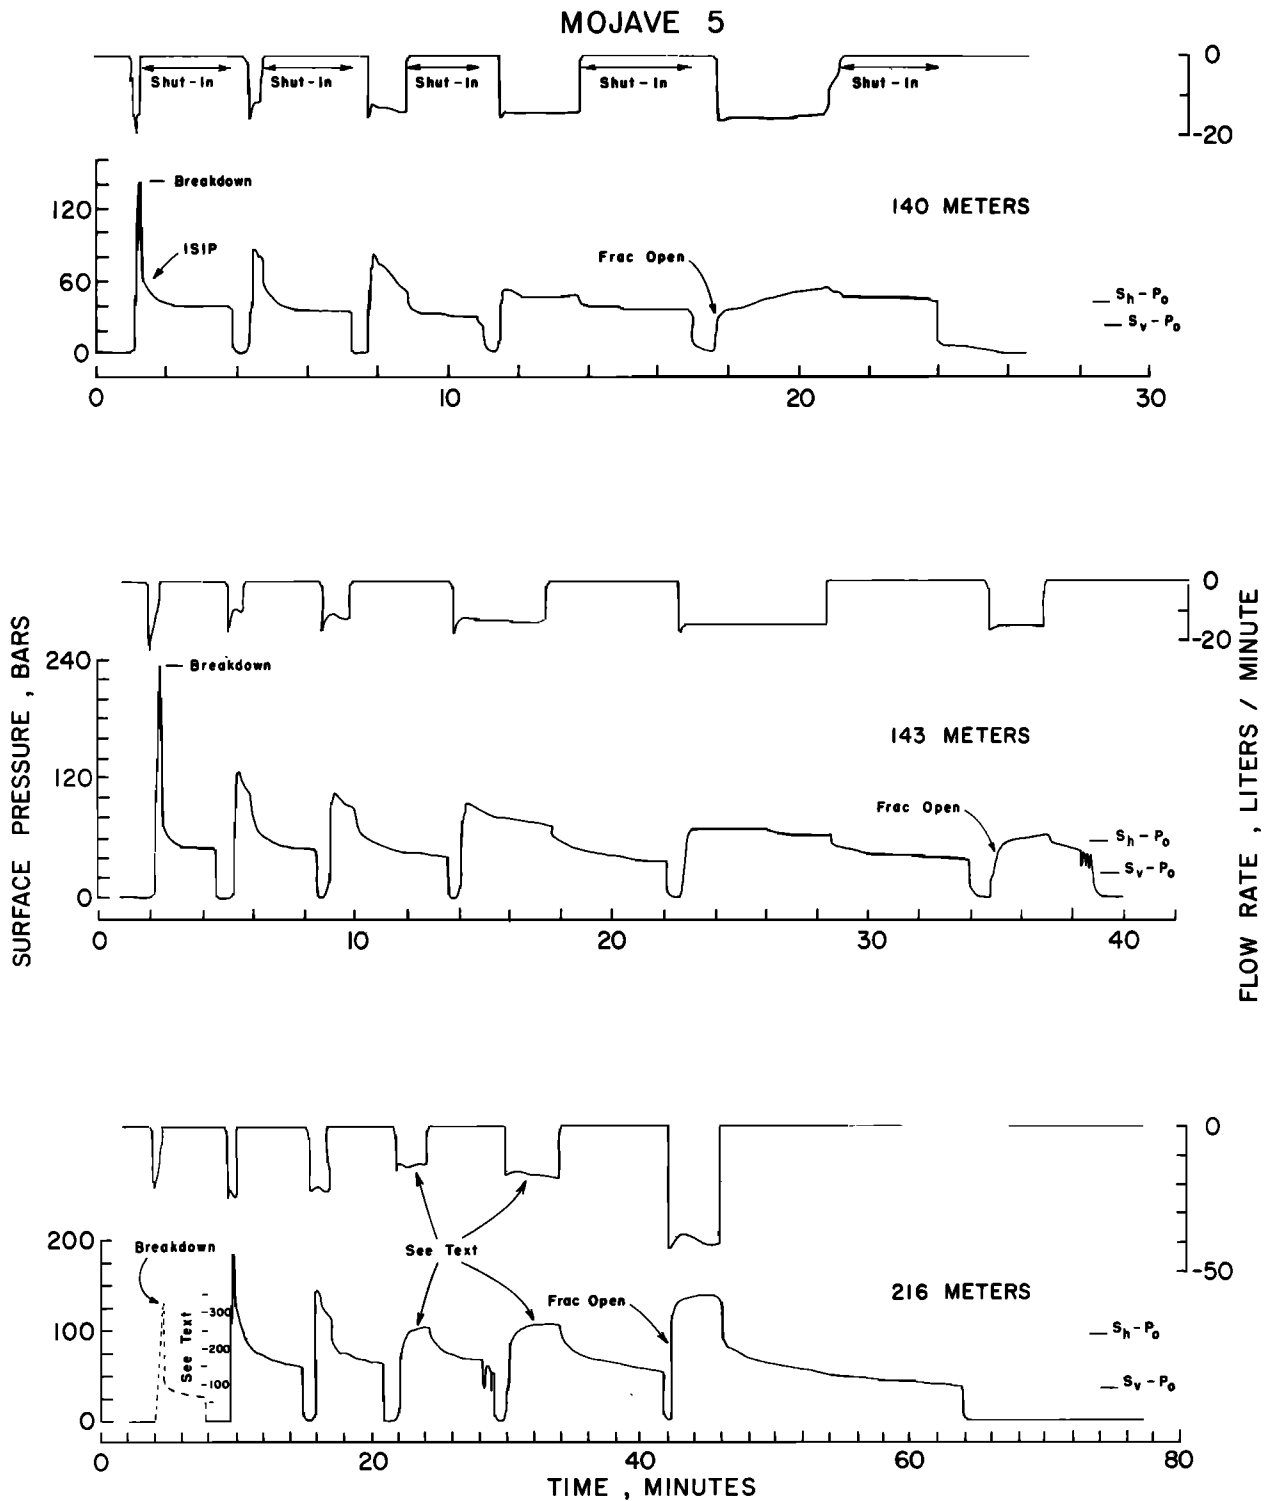 MOJAVE 5
0
-20
Shut-In Shut-In Shut-In Shut-In Shut-In
Breakdown
140 METERS
120
ISIP
Frac Open
60
Sh-Po
Sv-Po
0
0 10 20 30
SURFACE PRESSURE, BARS
FLOW RATE, LITERS / MINUTE
0
-20
240
Breakdown
143 METERS
120
Frac Open
Sh-Po
Sv-Po
0
0 10 20 30 40
0
-50
200
Breakdown
See Text
216 METERS
300
See Text
Frac Open
100
Sh-Po
200
100
Sv-Po
0
0 20 40 60 80
TIME, MINUTES